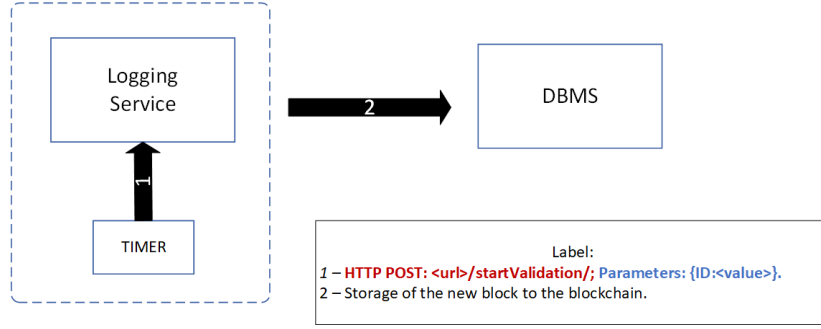 Logging
Service
2
DBMS
1
TIMER
Label:
1 – HTTP POST: <url>/startValidation/; Parameters: {ID:<value>}.
2 – Storage of the new block to the blockchain.